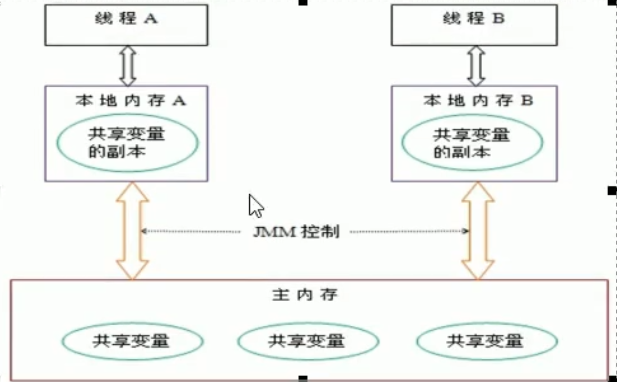 线程 A
线程 B
本地内存 A
本地内存 B
共享变量
的副本
共享变量
的副本
JMM 控制
主内存
共享变量
共享变量
共享变量